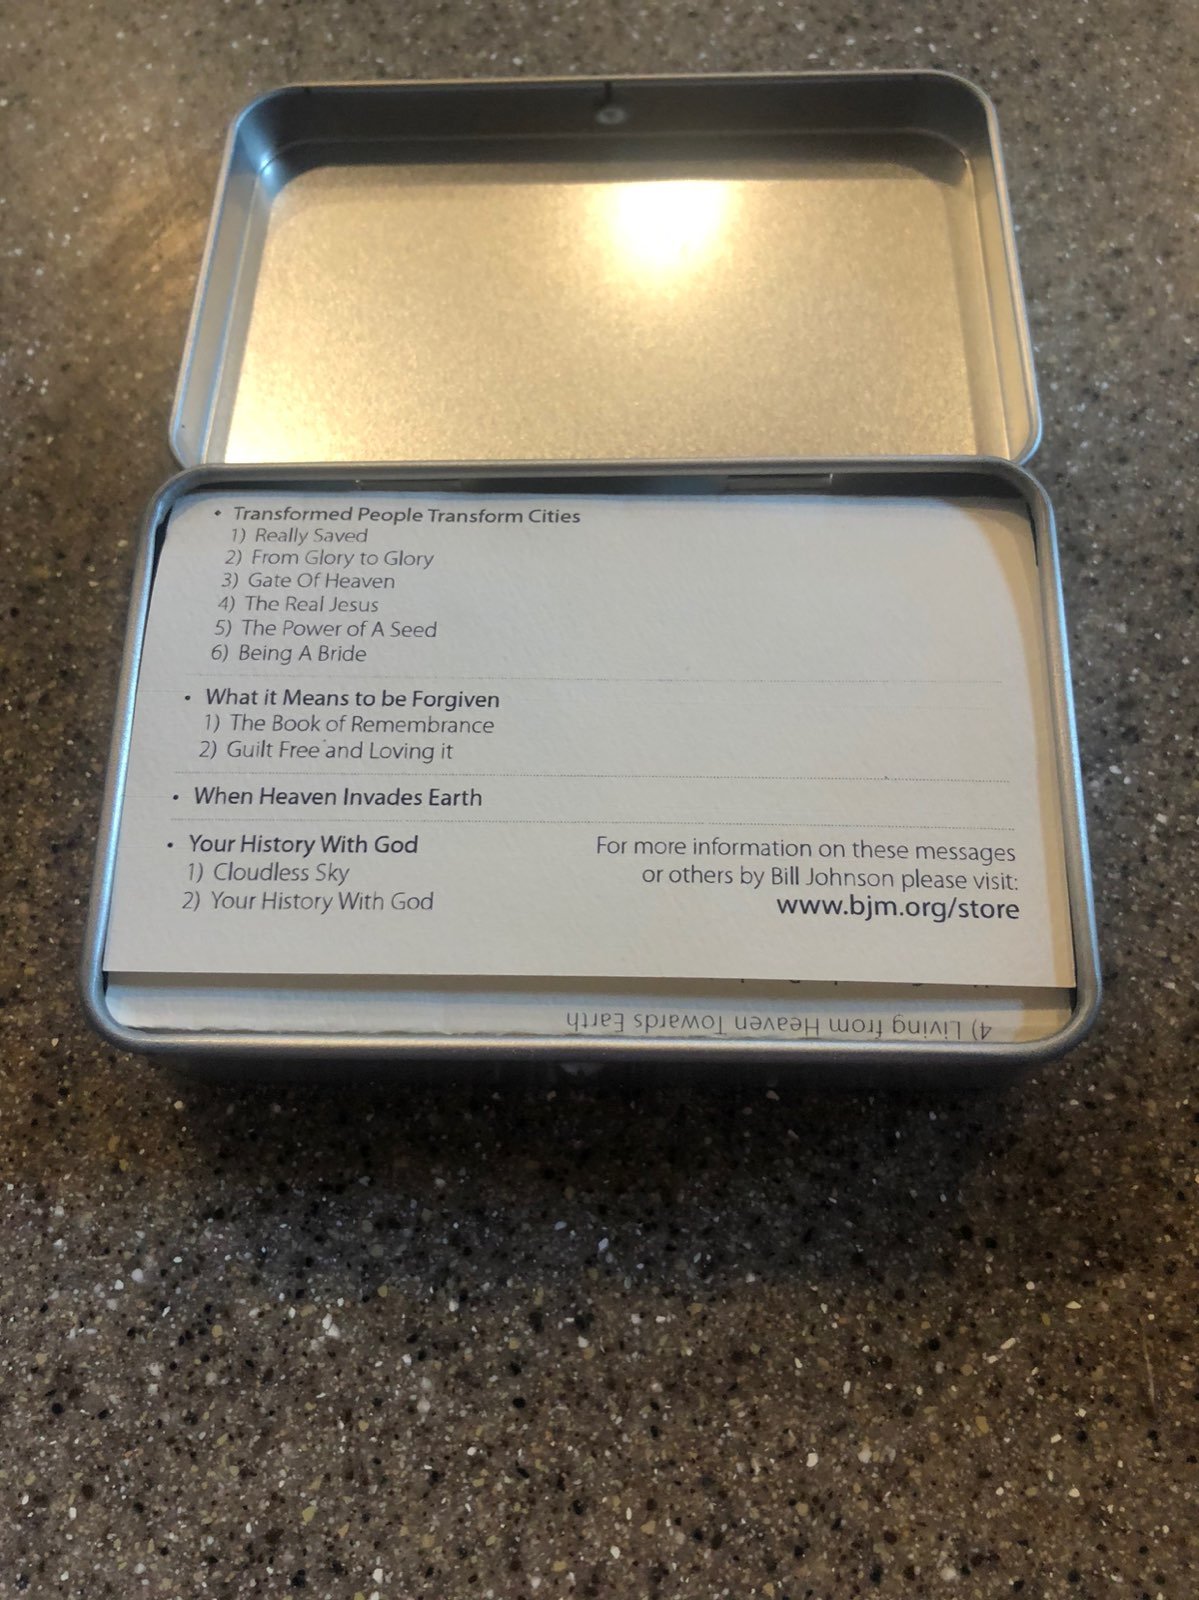 • Transformed People Transform Cities
1) Really Saved
2) From Glory to Glory
3) Gate Of Heaven
4) The Real Jesus
5) The Power of A Seed
6) Being A Bride
• What it Means to be Forgiven
1) The Book of Remembrance
2) Guilt Free and Loving it
• When Heaven Invades Earth
• Your History With God
1) Cloudless Sky
2) Your History With God
For more information on these messages
or others by Bill Johnson please visit:
www.bjm.org/store
4) Living from Heaven Towards Earth